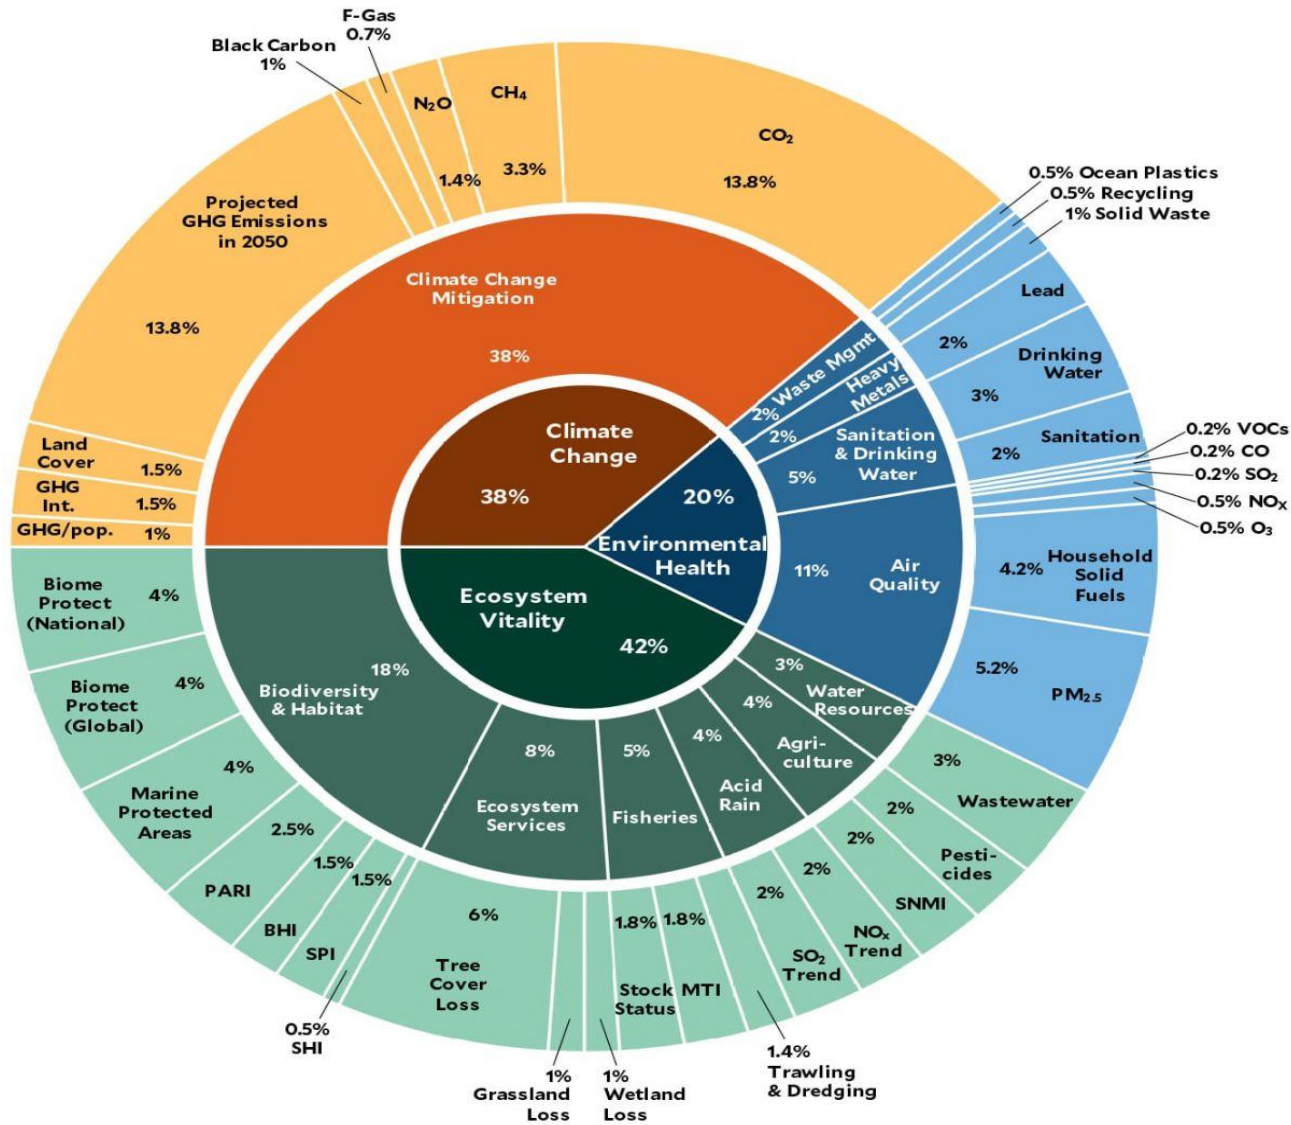 F-Gas
0.7%
Black Carbon
1%
N₂O
1.4%
CH₄
3.3%
CO₂
13.8%
Projected
GHG Emissions
in 2050
13.8%
Land
Cover
1.5%
GHG
Int.
1.5%
GHG/pop.
1%
Climate Change
Mitigation
38%
Climate
Change
38%
0.5% Ocean Plastics
0.5% Recycling
1% Solid Waste
Lead
2%
Drinking
Water
3%
Sanitation
2%
0.2% VOCs
0.2% CO
0.2% SO₂
0.5% NOₓ
0.5% O₃
4.2%
Household
Solid
Fuels
5.2%
PM₂.₅
Waste Mgmt
2%
Heavy
Metals
2%
Sanitation
& Drinking
Water
5%
11%
Air
Quality
20%
Environmental
Health
Ecosystem
Vitality
42%
18%
Biodiversity
& Habitat
8%
Ecosystem
Services
5%
Fisheries
4%
Acid
Rain
4%
Agri-
culture
3%
Water
Resources
Biome
Protect
(National)
4%
Biome
Protect
(Global)
4%
Marine
Protected
Areas
4%
PARI
2.5%
BHI
1.5%
SPI
1.5%
0.5%
SHI
6%
Tree
Cover
Loss
1%
Grassland
Loss
1%
Wetland
Loss
1.8%
Stock
Status
1.8%
MTI
1.4%
Trawling
& Dredging
2%
SO₂
Trend
2%
NOₓ
Trend
2%
SNMI
2%
Pesti-
cides
3%
Wastewater